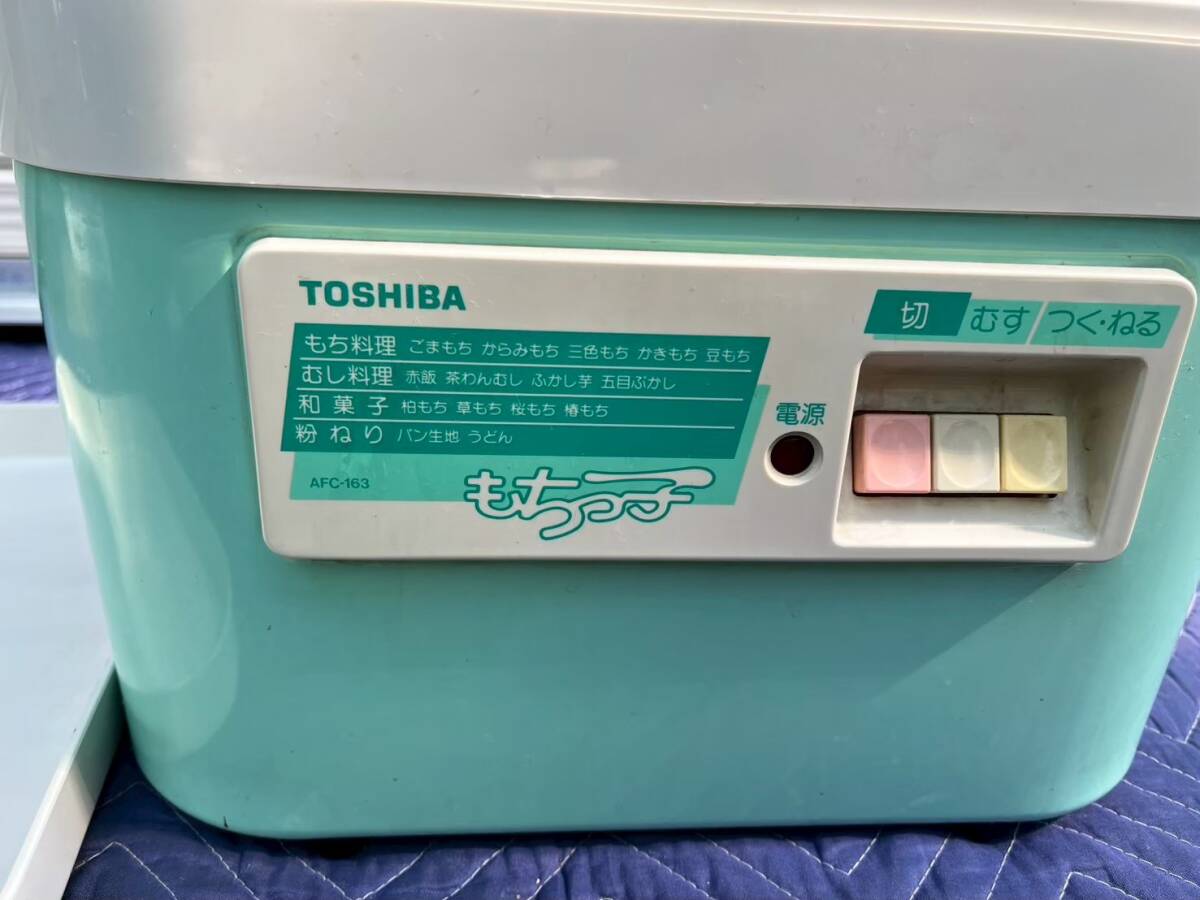 TOSHIBA
もち料理 ごまもち からみもち 三色もち かきもち 豆もち
むし料理 赤飯 茶わんむし ふかし芋 五目ぶかし
和菓子 柏もち 草もち 桜もち 椿もち
粉ねり パン生地 うどん
AFC-163
もちっ子
電源
切 むす つく・ねる